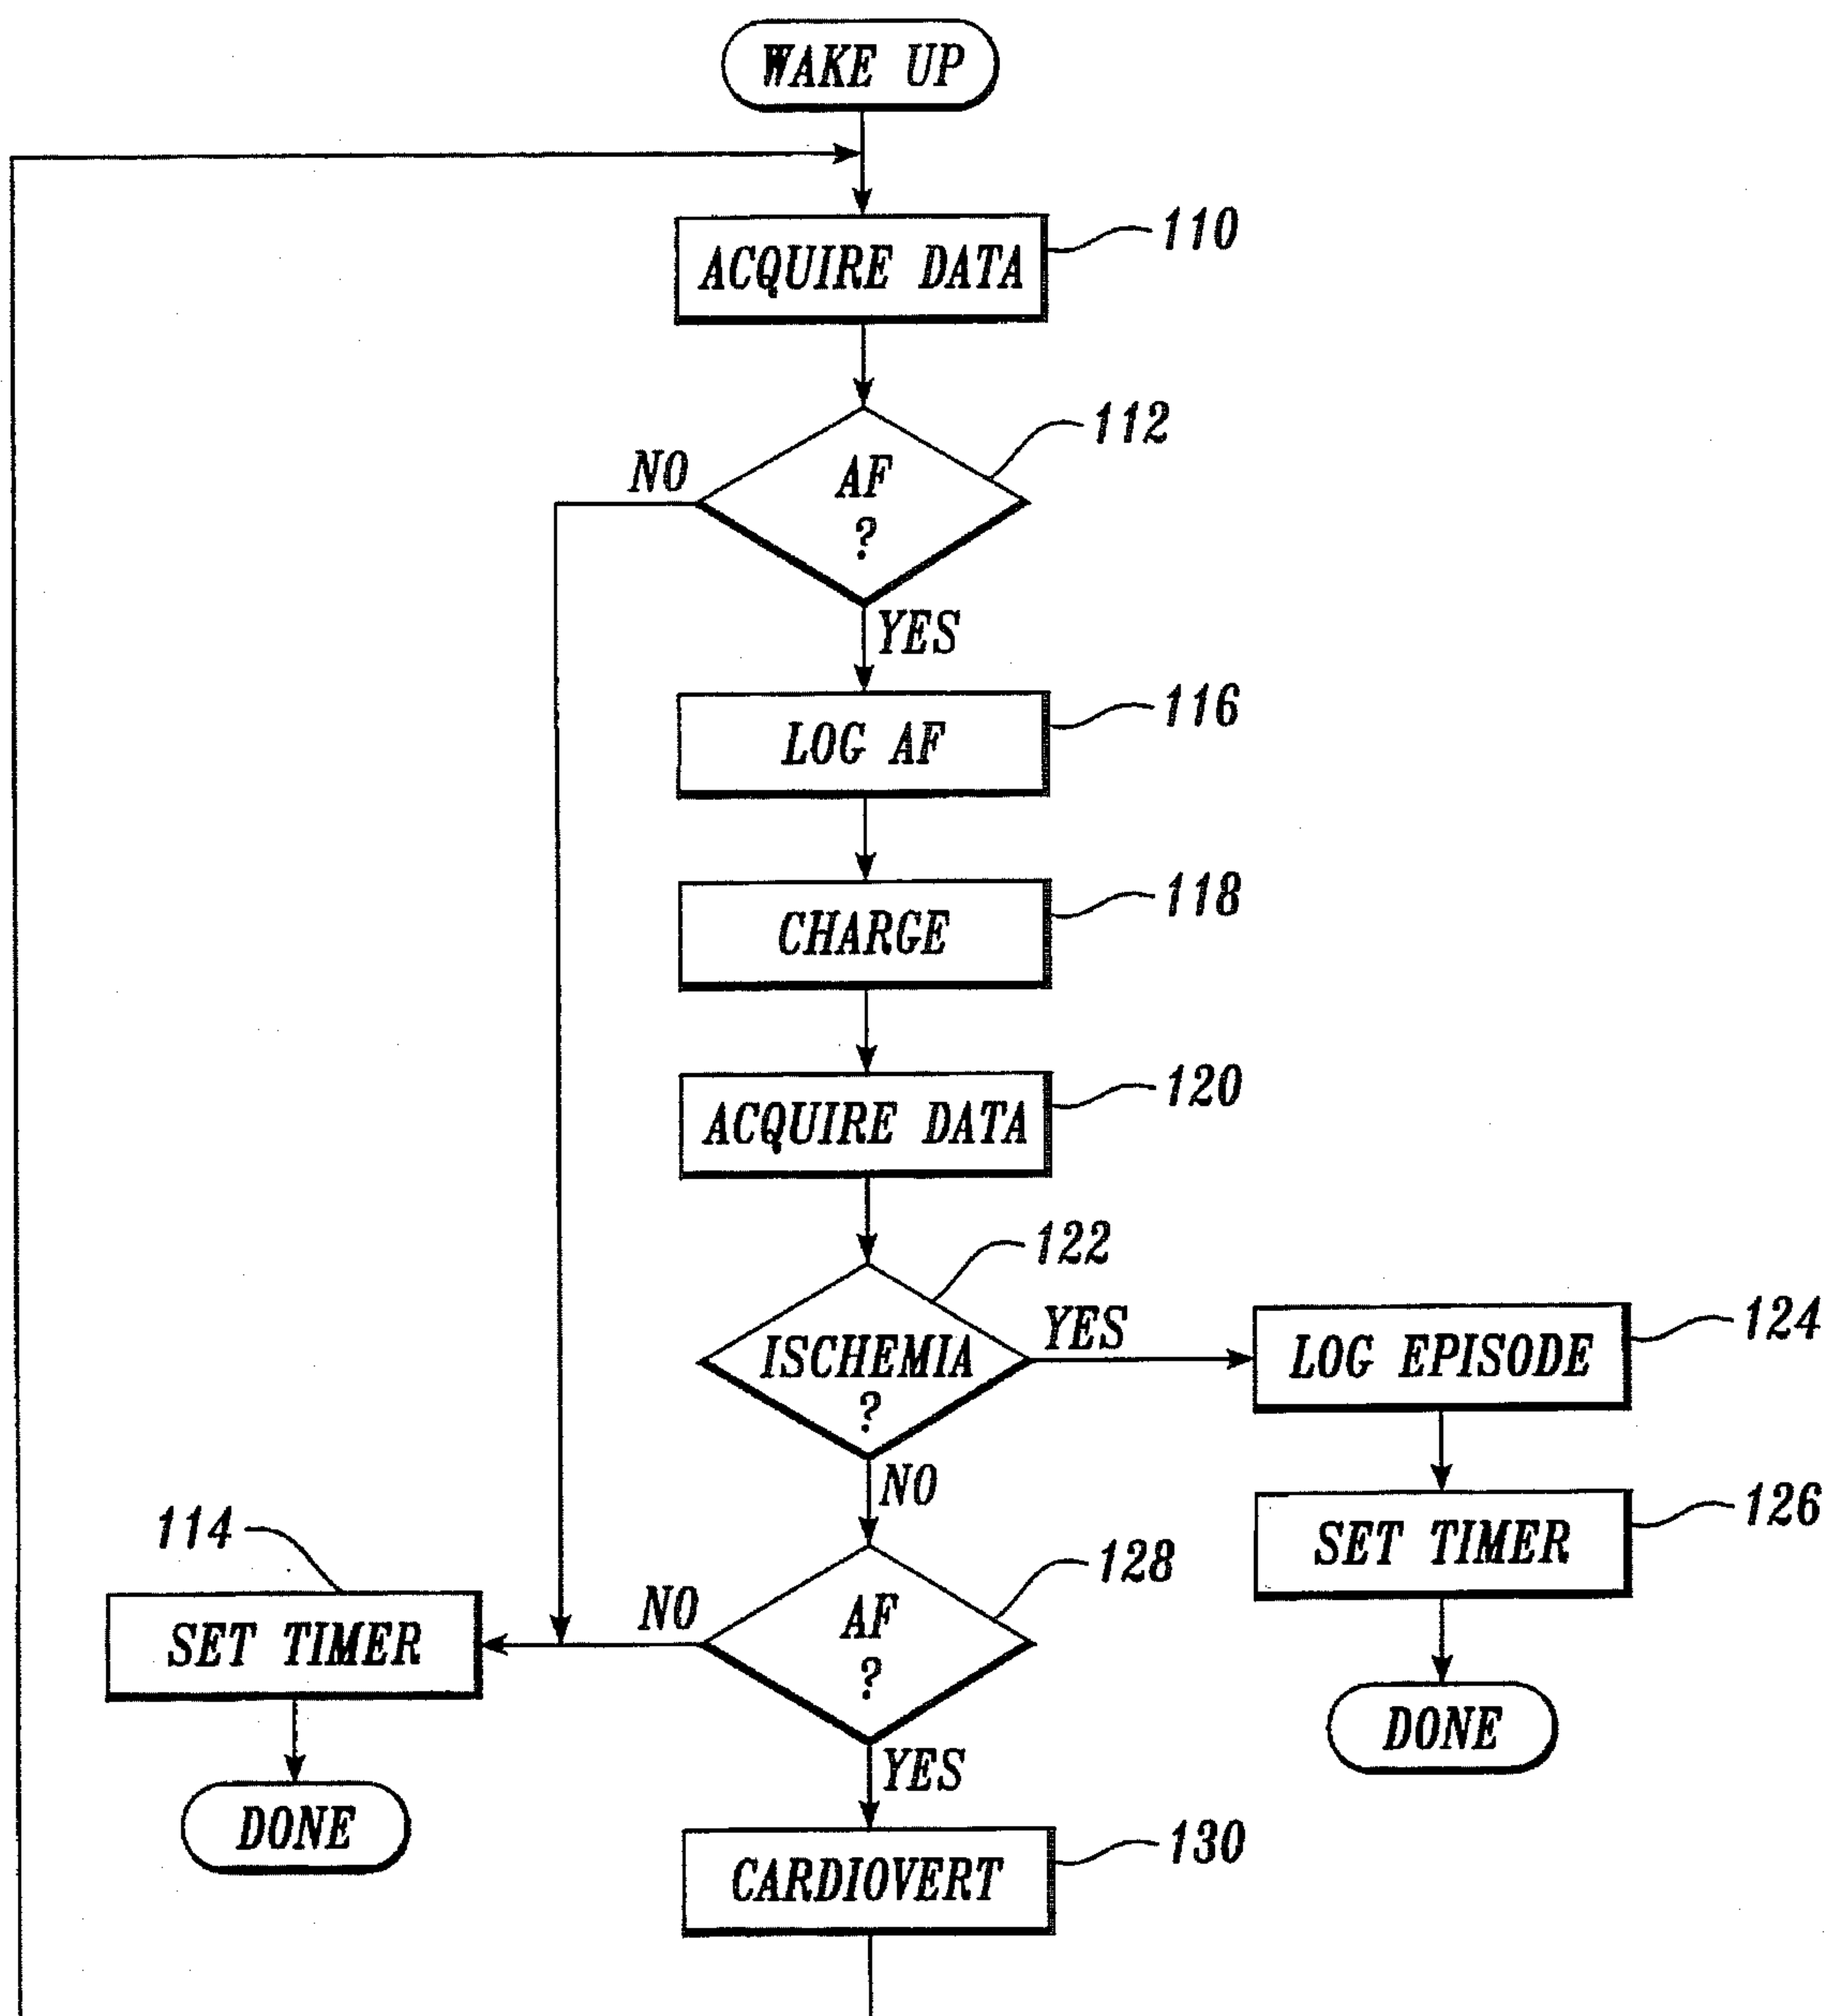 WAKE UP
ACQUIRE DATA
110
AF
?
112
NO
YES
LOG AF
116
CHARGE
118
ACQUIRE DATA
120
ISCHEMIA
?
122
YES
LOG EPISODE
124
NO
SET TIMER
126
DONE
AF
?
128
NO
SET TIMER
114
DONE
YES
CARDIOVERT
130